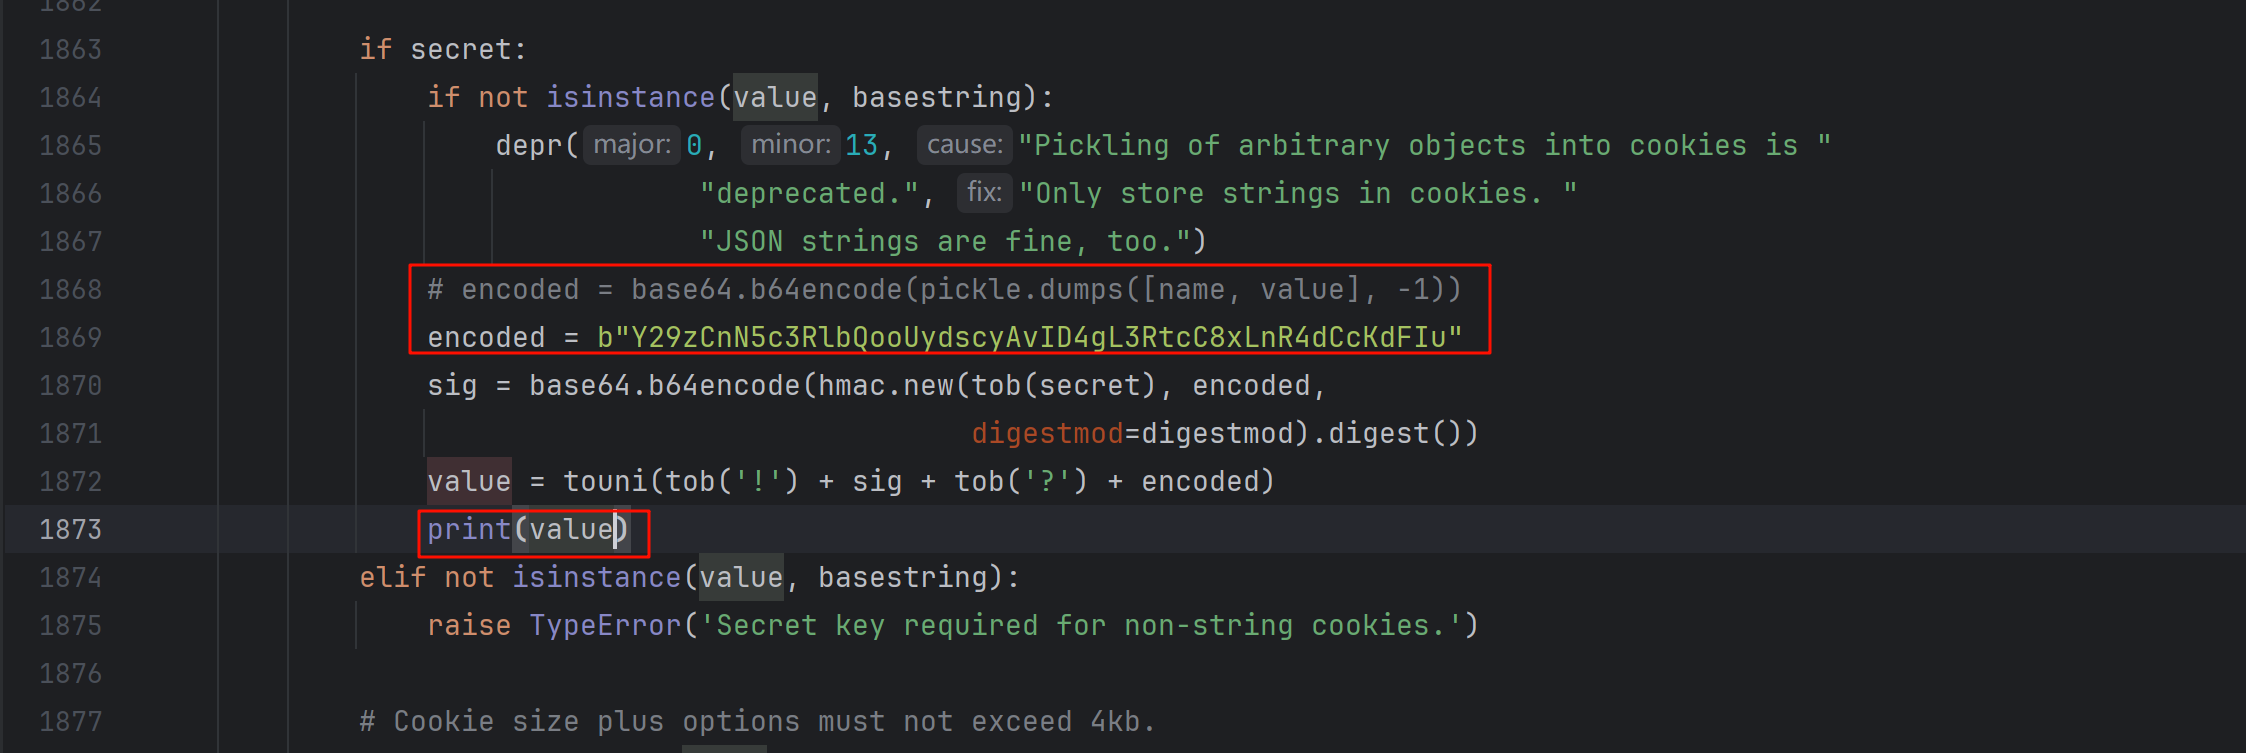 1862
1863 if secret:
1864 if not isinstance(value, basestring):
1865 depr( major: 0, minor: 13, cause: "Pickling of arbitrary objects into cookies is "
1866 "deprecated.", fix: "Only store strings in cookies. "
1867 "JSON strings are fine, too.")
1868 # encoded = base64.b64encode(pickle.dumps([name, value], -1))
1869 encoded = b"Y29zCnN5c3RlbQooUydscyAvID4gL3RtcC8xLnR4dCcKdFIu"
1870 sig = base64.b64encode(hmac.new(tob(secret), encoded,
1871 digestmod=digestmod).digest())
1872 value = touni(tob('!') + sig + tob('?') + encoded)
1873 print(value)
1874 elif not isinstance(value, basestring):
1875 raise TypeError('Secret key required for non-string cookies.')
1876
1877 # Cookie size plus options must not exceed 4kb.